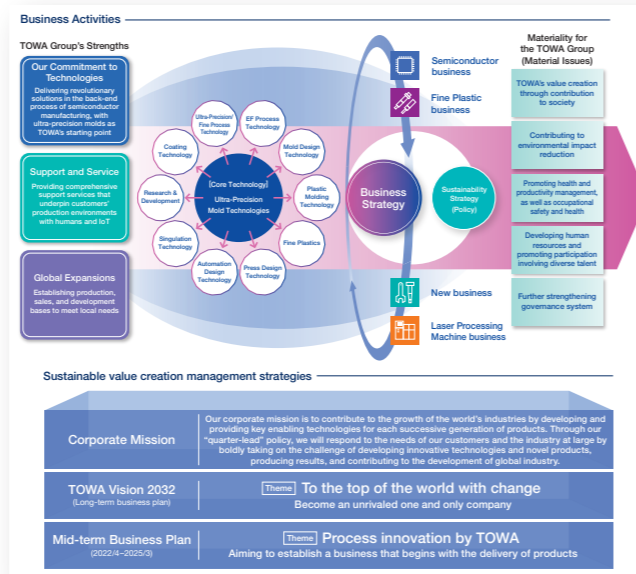 Business Activities
TOWA Group's Strengths
Our Commitment to
Technologies
Delivering revolutionary
solutions in the back-end
process of semiconductor
manufacturing, with
ultra-precision molds as
TOWA's starting point
Support and Service
Providing comprehensive
support services that
underpin customers'
production environments
with humans and IoT
Global Expansions
Establishing production,
sales, and development
bases to meet local needs
Ultra-Precision/
Fine Process
Technology
EF Process
Technology
Coating
Technology
Mold Design
Technology
Research &
Development
[Core Technology]
Ultra-Precision
Mold Technologies
Plastic
Molding
Technology
Singulation
Technology
Fine Plastics
Automation
Design
Technology
Press Design
Technology
Semiconductor
business
Fine Plastic
business
Business
Strategy
Sustainability
Strategy
(Policy)
New business
Laser Processing
Machine business
Materiality for
the TOWA Group
(Material Issues)
TOWA's value creation
through contribution
to society
Contributing to
environmental impact
reduction
Promoting health and
productivity management,
as well as occupational
safety and health
Developing human
resources and
promoting participation
involving diverse talent
Further strengthening
governance system
Sustainable value creation management strategies
Corporate Mission
Our corporate mission is to contribute to the growth of the world's industries by developing and
providing key enabling technologies for each successive generation of products. Through our
"quarter-lead" policy, we will respond to the needs of our customers and the industry at large by
boldly taking on the challenge of developing innovative technologies and novel products,
producing results, and contributing to the development of global industry.
TOWA Vision 2032
(Long-term business plan)
Theme To the top of the world with change
Become an unrivaled one and only company
Mid-term Business Plan
(2022/4–2025/3)
Theme Process innovation by TOWA
Aiming to establish a business that begins with the delivery of products